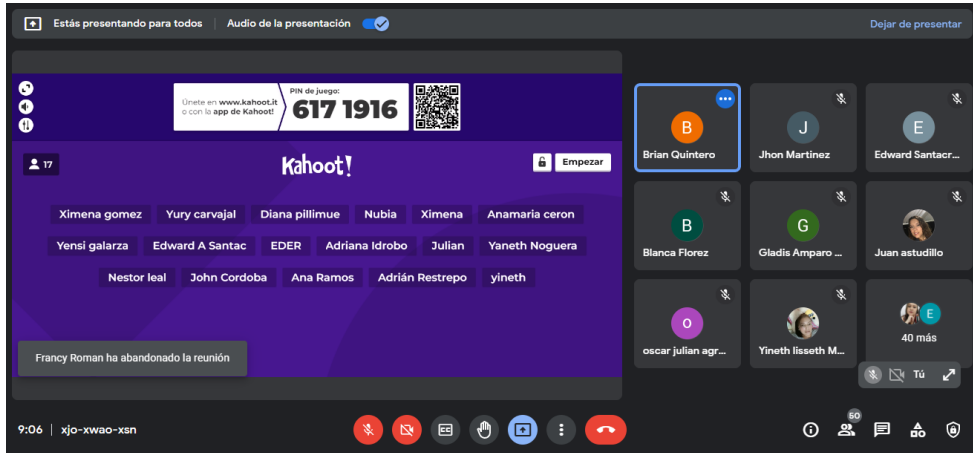 Estás presentando para todos
Audio de la presentación
Dejar de presentar
Únete en www.kahoot.it
o con la app de Kahoot!
PIN de juego:
617 1916
17
Kahoot!
Empezar
Ximena gomez Yury carvajal Diana pillimue Nubia Ximena Anamaria ceron
Yensi galarza Edward A Santac EDER Adriana Idrobo Julian Yaneth Noguera
Nestor leal John Cordoba Ana Ramos Adrián Restrepo yineth
Francy Roman ha abandonado la reunión
B
Brian Quintero
J
Jhon Martinez
E
Edward Santacr...
B
Blanca Florez
G
Gladis Amparo ...
Juan astudillo
o
oscar julian agr...
Yineth lisseth M...
E
40 más
Tú
9:06 | xjo-xwao-xsn
CC
50